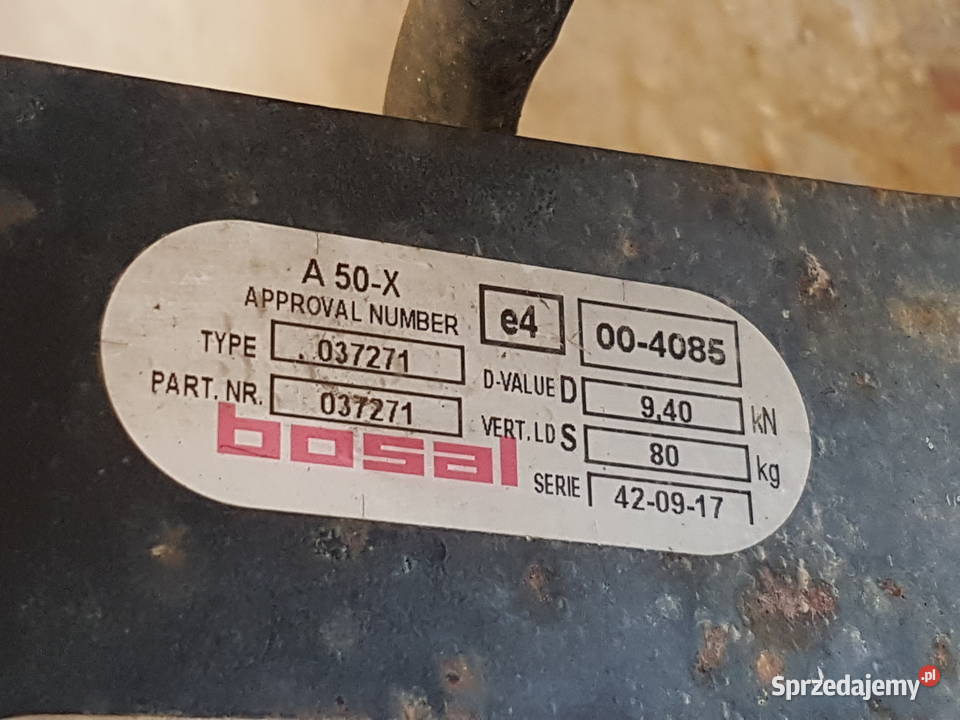 A 50-X
APPROVAL NUMBER e4 00-4085
TYPE 037271
D-VALUE D 9,40 kN
PART. NR. 037271
VERT. LD S 80 kg
bosal
SERIE 42-09-17
Sprzedajemy.pl